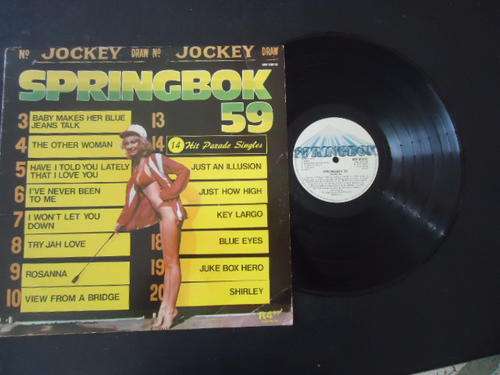 No JOCKEY DRAW No JOCKEY DRAW
SPRINGBOK
59
3 BABY MAKES HER BLUE
JEANS TALK
13
4 THE OTHER WOMAN
14
14 Hit Parade Singles
5 HAVE I TOLD YOU LATELY
THAT I LOVE YOU
JUST AN ILLUSION
6 I'VE NEVER BEEN
TO ME
JUST HOW HIGH
7 I WON'T LET YOU
DOWN
KEY LARGO
8 TRY JAH LOVE
18 BLUE EYES
9 ROSANNA
19 JUKE BOX HERO
10 VIEW FROM A BRIDGE
20 SHIRLEY
R4
SPRINGBOK
SPRINGBOK 59